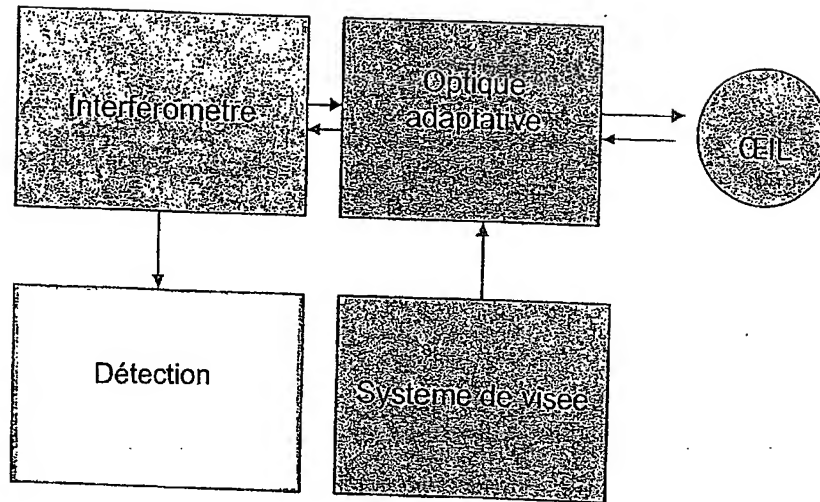 Interféromètre
Optique
adaptative
ŒIL
Détection
Système de visée